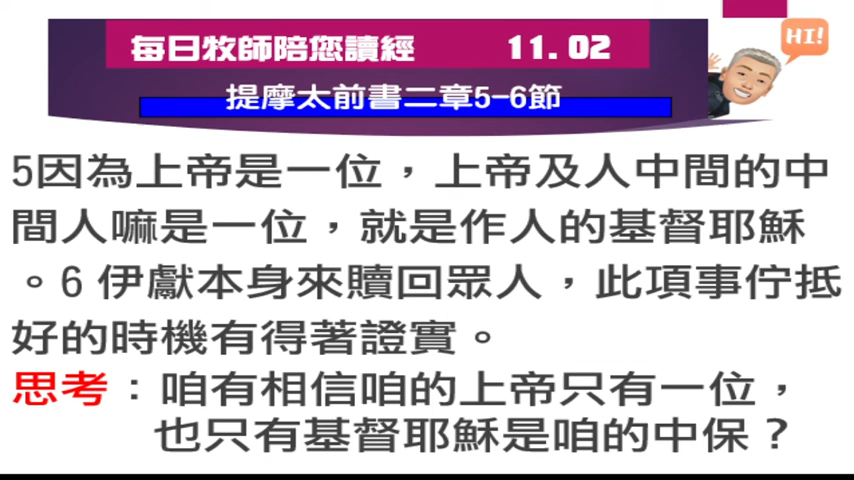 每日牧師陪您讀經 11.02
HI!
提摩太前書二章5-6節
5因為上帝是一位，上帝及人中間的中
間人嘛是一位，就是作人的基督耶穌
。6 伊獻本身來贖回眾人，此項事佇抵
好的時機有得著證實。
思考：咱有相信咱的上帝只有一位，
也只有基督耶穌是咱的中保？